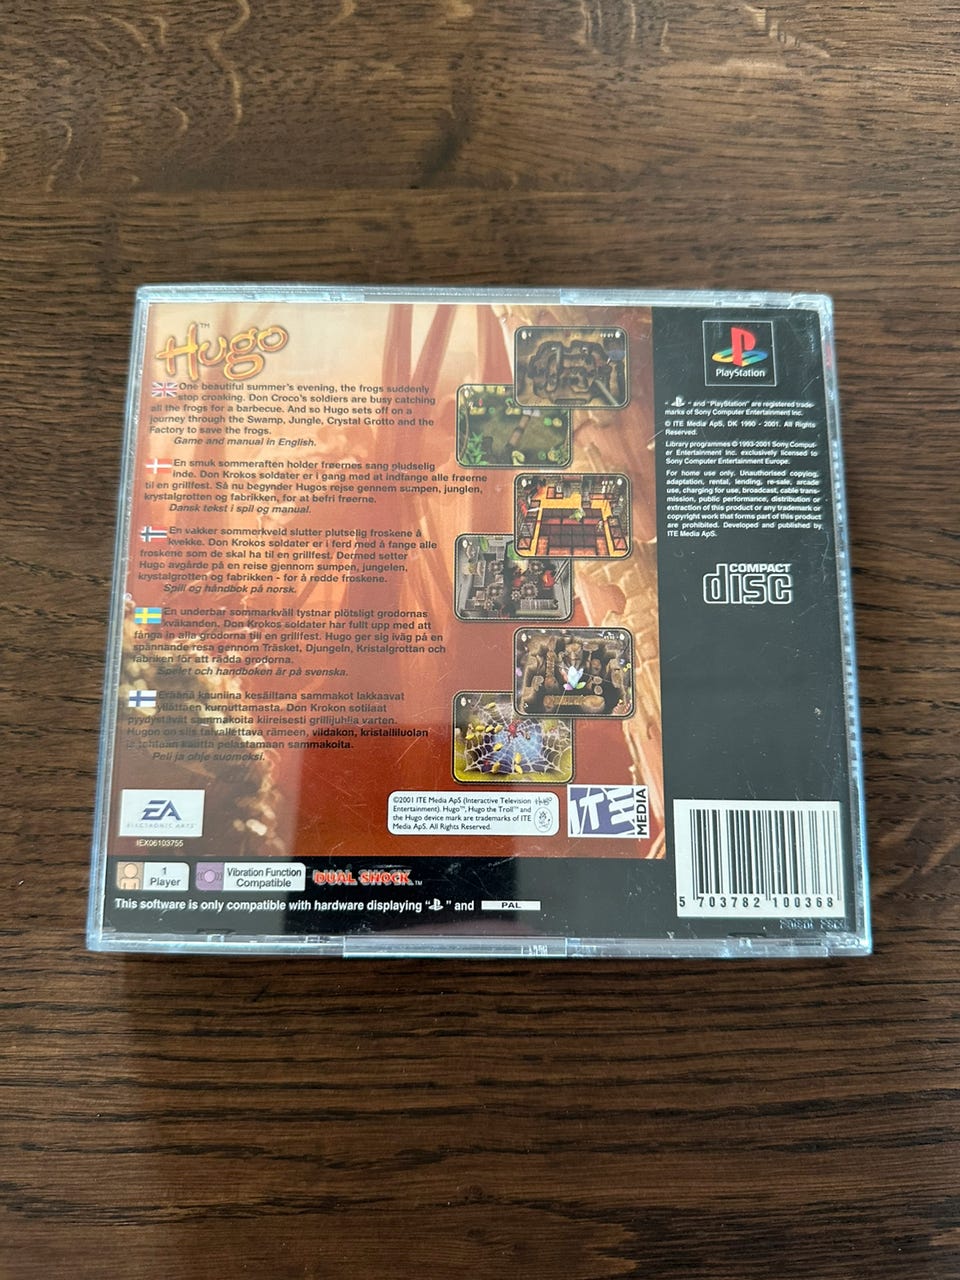 Hugo™
One beautiful summer's evening, the frogs suddenly
stop croaking. Don Croco's soldiers are busy catching
all the frogs for a barbecue. And so Hugo sets off on a
journey through the Swamp, Jungle, Crystal Grotto and the
Factory to save the frogs.
Game and manual in English.
En smuk sommeraften holder frøernes sang pludselig
inde. Don Krokos soldater er i gang med at indfange alle frøerne
til en grillfest. Så nu begynder Hugos rejse gennem sumpen, junglen,
krystalgrotten og fabrikken, for at befri frøerne.
Dansk tekst i spil og manual.
En vakker sommerkveld slutter plutselig froskene å
kvekke. Don Krokos soldater er i ferd med å fange alle
froskene som de skal ha til en grillfest. Dermed setter
Hugo avgårde på en reise gjennom sumpen, jungelen,
krystalgrotten og fabrikken - for å redde froskene.
Spill og håndbok på norsk.
En underbar sommarkväll tystnar plötsligt grodornas
kväkanden. Don Krokos soldater har fullt upp med att
fånga in alla grodorna till en grillfest. Hugo ger sig iväg på en
spännande resa gennom Träsket, Djungeln, Kristalgrottan och
fabriken för att rädda grodorna.
Spelet och handboken är på svenska.
Eräänä kauniina kesäiltana sammakot lakkaavat
yllättäen kurnuttamasta. Don Krokon sotilaat
pyydystävät sammakoita kiireisesti grillijuhlia varten.
Hugon on siis taivallettava rämeen, viidakon, kristalliluolan
ja tehtaan kautta pelastamaan sammakoita.
Peli ja ohje suomeksi.
EA
ELECTRONIC ARTS™
IEX06103755
©2001 ITE Media ApS (Interactive Television
Entertainment). Hugo™, Hugo the Troll™ and
the Hugo device mark are trademarks of ITE
Media ApS. All Rights Reserved.
Hugo
ITE
MEDIA
1
Player
Vibration Function
Compatible
DUAL SHOCK™
This software is only compatible with hardware displaying " " and PAL
PlayStation
" " and "PlayStation" are registered trade-
marks of Sony Computer Entertainment Inc.
© ITE Media ApS, DK 1990 - 2001. All Rights
Reserved.
Library programmes © 1993-2001 Sony Comput-
er Entertainment Inc. exclusively licensed to
Sony Computer Entertainment Europe.
For home use only. Unauthorised copying,
adaptation, rental, lending, re-sale, arcade
use, charging for use, broadcast, cable trans-
mission, public performance, distribution or
extraction of this product or any trademark or
copyright work that forms part of this product
are prohibited. Developed and published by
ITE Media ApS.
COMPACT
disc
5 703782 100368